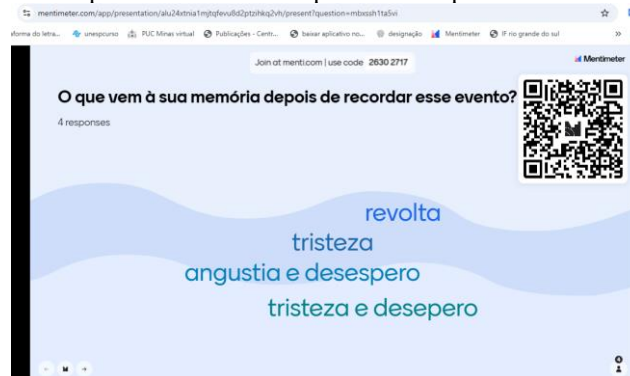 mentimeter.com/app/presentation/alu24xtnia1mjtqfevu8d2ptzihkq2vh/present?question=mbxssh1ta5vi
unespcurso
PUC Minas virtual
Publicações - Centr...
baixar aplicativo no...
designação
Mentimeter
IF rio grande do sul
Join at menti.com | use code 2630 2717
Mentimeter
O que vem à sua memória depois de recordar esse evento?
4 responses
revolta
tristeza
angustia e desespero
tristeza e desepero
4